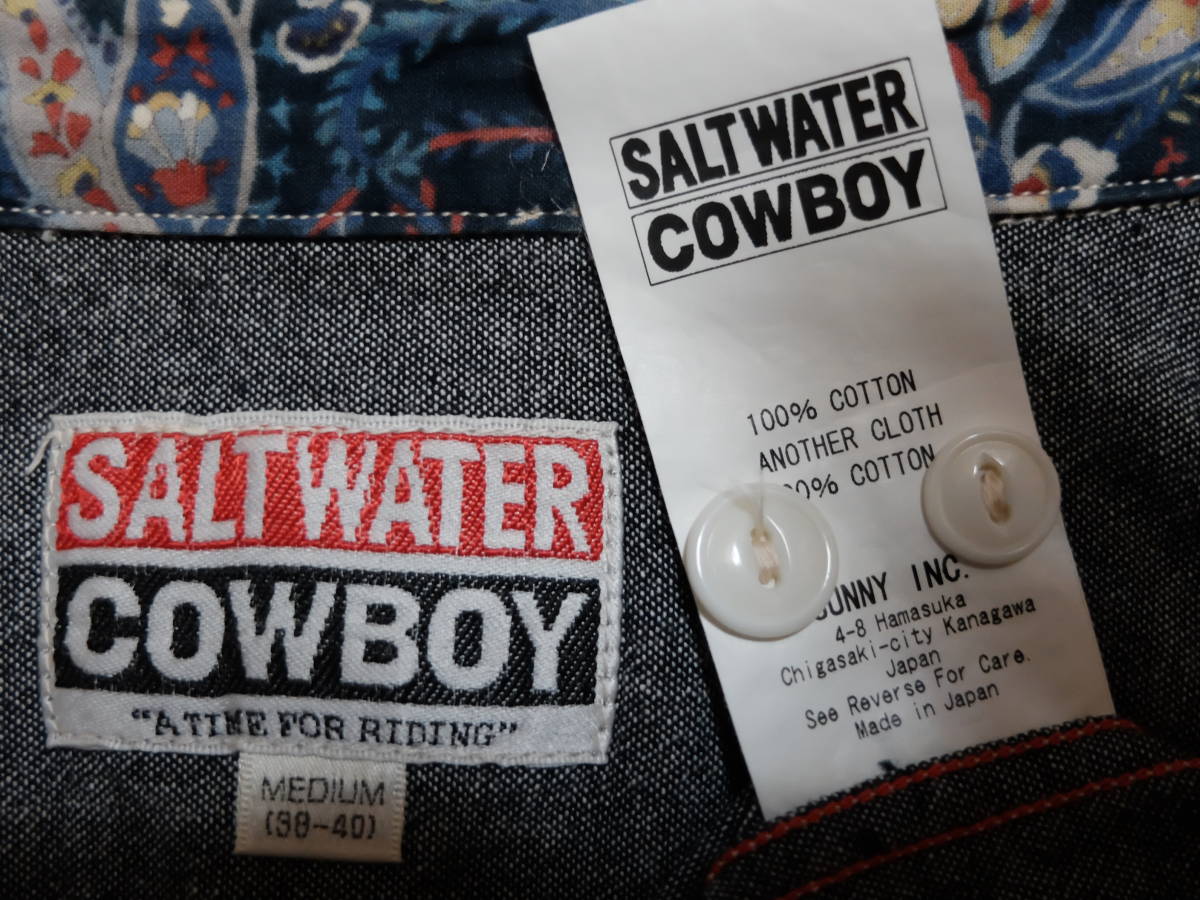 SALTWATER
COWBOY
"A TIME FOR RIDING"
MEDIUM
(38-40)
SALTWATER
COWBOY
100% COTTON
ANOTHER CLOTH
0% COTTON
UNNY INC.
4-8 Hamasuka
Chigasaki-city Kanagawa
Japan
See Reverse For Care.
Made in Japan